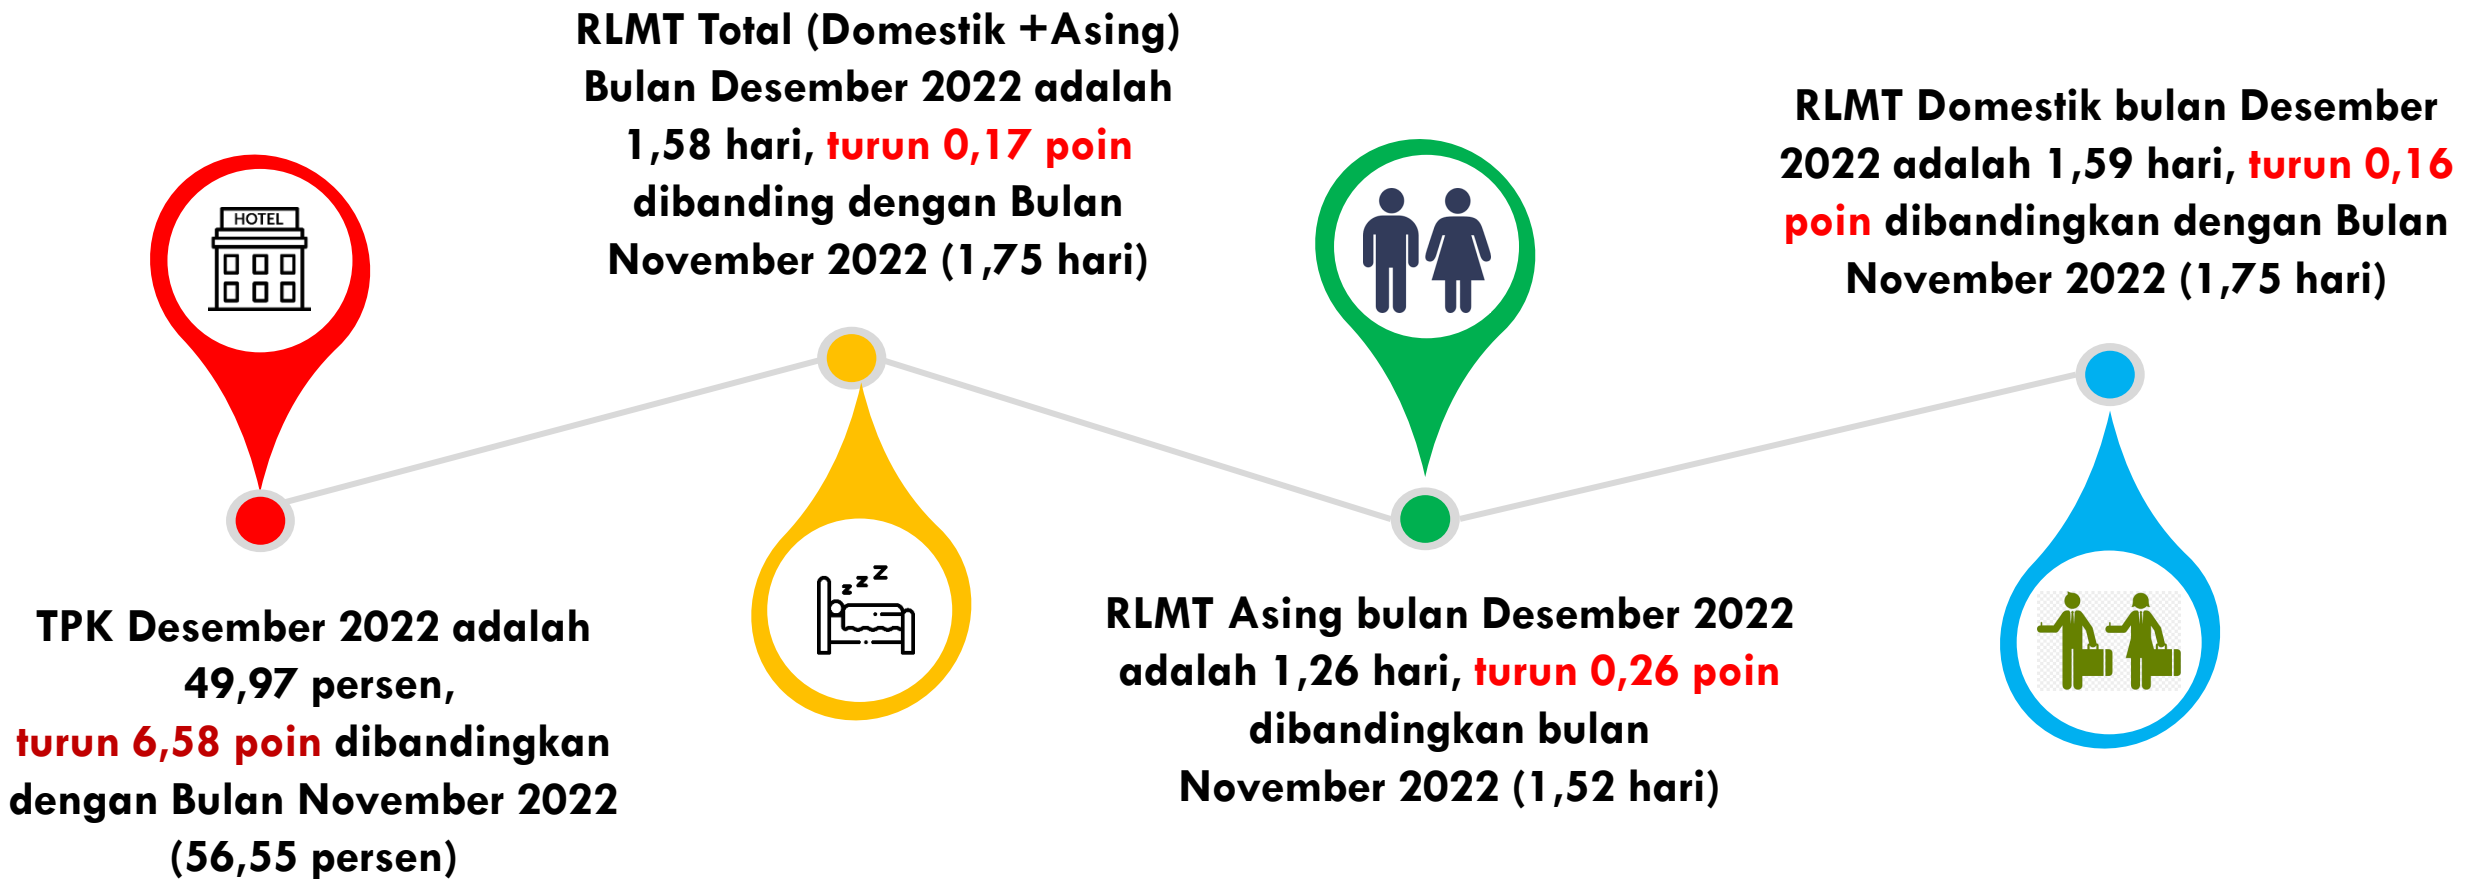 HOTEL
TPK Desember 2022 adalah
49,97 persen,
turun 6,58 poin dibandingkan
dengan Bulan November 2022
(56,55 persen)
RLMT Total (Domestik +Asing)
Bulan Desember 2022 adalah
1,58 hari, turun 0,17 poin
dibanding dengan Bulan
November 2022 (1,75 hari)
z z Z
RLMT Asing bulan Desember 2022
adalah 1,26 hari, turun 0,26 poin
dibandingkan bulan
November 2022 (1,52 hari)
RLMT Domestik bulan Desember
2022 adalah 1,59 hari, turun 0,16
poin dibandingkan dengan Bulan
November 2022 (1,75 hari)